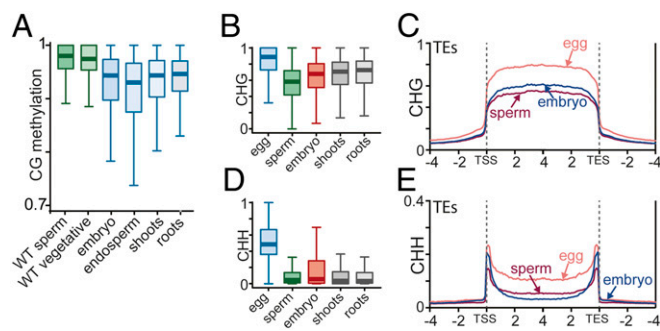 A
CG methylation
1
0.7
WT sperm
WT vegetative
embryo
endosperm
shoots
roots
B
CHG
1
0
egg
sperm
embryo
shoots
roots
C
TEs
CHG
1
0
egg
embryo
sperm
-4 -2 TSS 2 4 2 TES -2 -4
D
CHH
1
0
egg
sperm
embryo
shoots
roots
E
TEs
CHH
0.4
0
egg
sperm
embryo
-4 -2 TSS 2 4 2 TES -2 -4